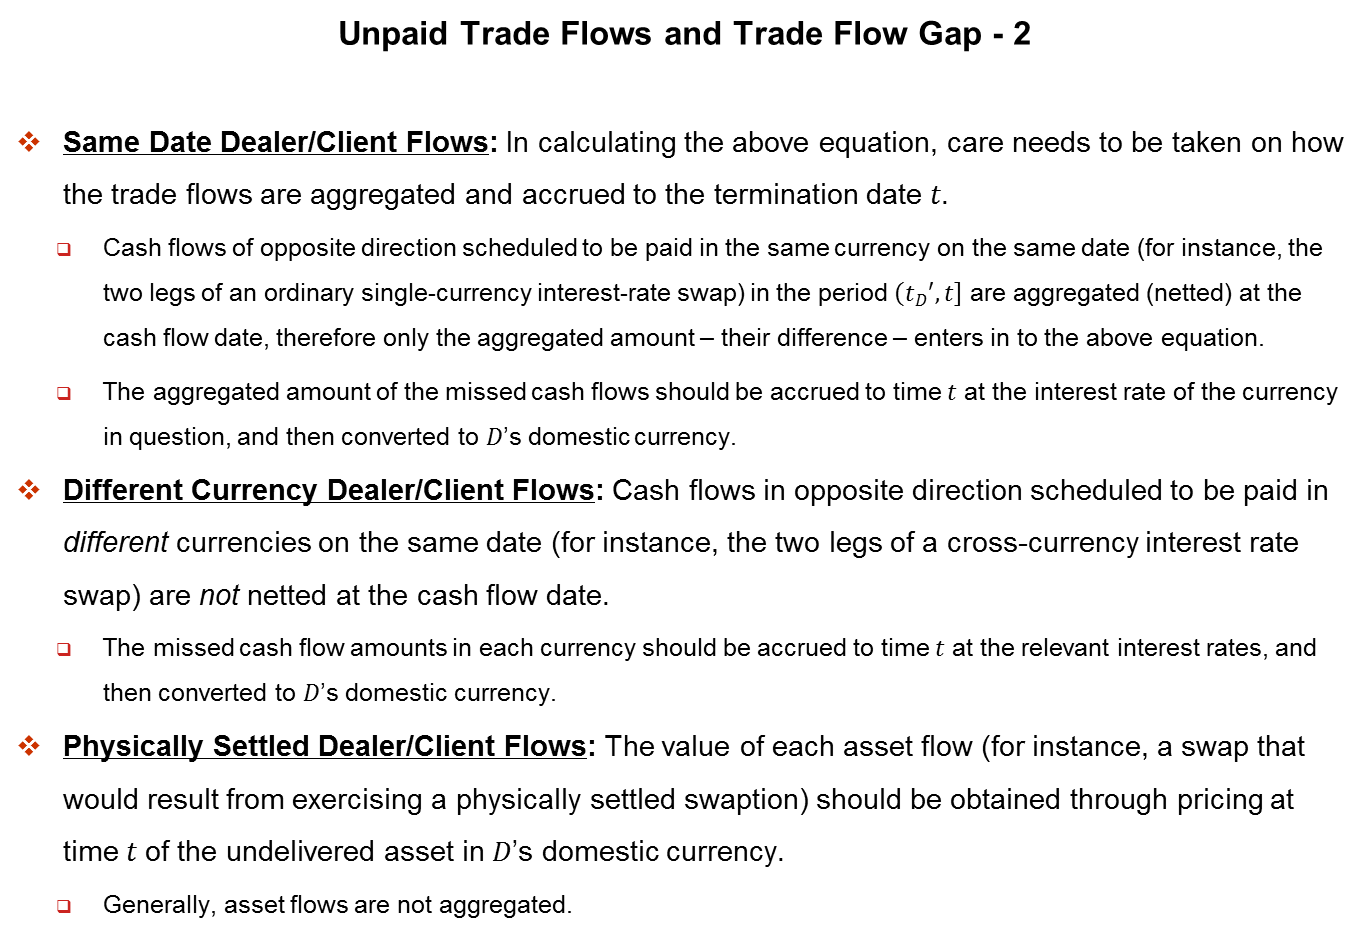 Unpaid Trade Flows and Trade Flow Gap - 2
Same Date Dealer/Client Flows: In calculating the above equation, care needs to be taken on how
the trade flows are aggregated and accrued to the termination date t.
Cash flows of opposite direction scheduled to be paid in the same currency on the same date (for instance, the
two legs of an ordinary single-currency interest-rate swap) in the period (t_D′, t] are aggregated (netted) at the
cash flow date, therefore only the aggregated amount – their difference – enters in to the above equation.
The aggregated amount of the missed cash flows should be accrued to time t at the interest rate of the currency
in question, and then converted to D's domestic currency.
Different Currency Dealer/Client Flows: Cash flows in opposite direction scheduled to be paid in
different currencies on the same date (for instance, the two legs of a cross-currency interest rate
swap) are not netted at the cash flow date.
The missed cash flow amounts in each currency should be accrued to time t at the relevant interest rates, and
then converted to D's domestic currency.
Physically Settled Dealer/Client Flows: The value of each asset flow (for instance, a swap that
would result from exercising a physically settled swaption) should be obtained through pricing at
time t of the undelivered asset in D's domestic currency.
Generally, asset flows are not aggregated.